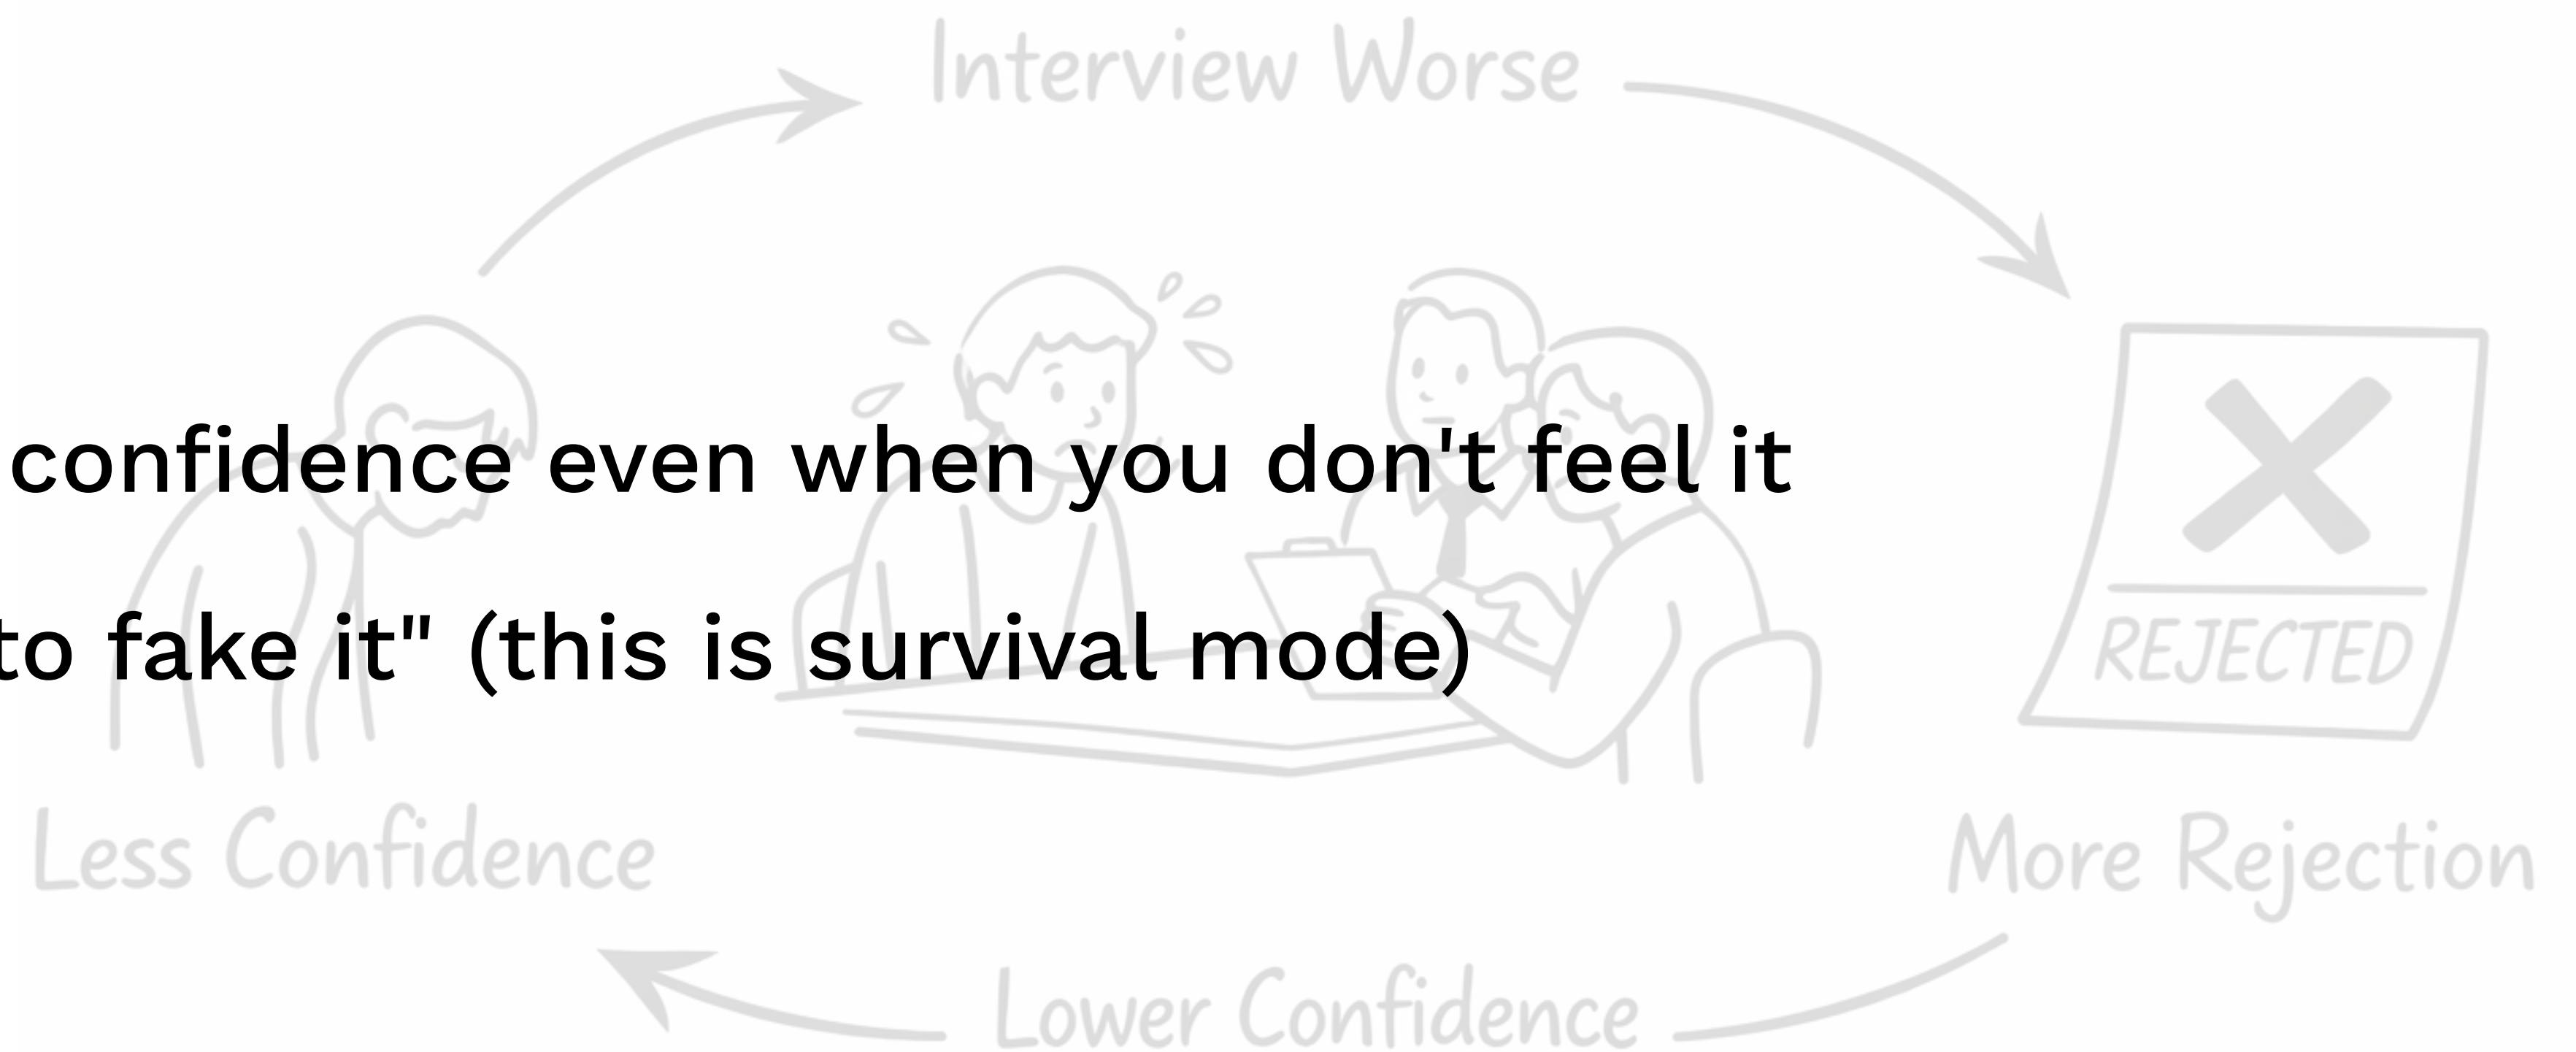 Interview Worse
confidence even when you don't feel it
to fake it" (this is survival mode)
REJECTED
Less Confidence
More Rejection
Lower Confidence